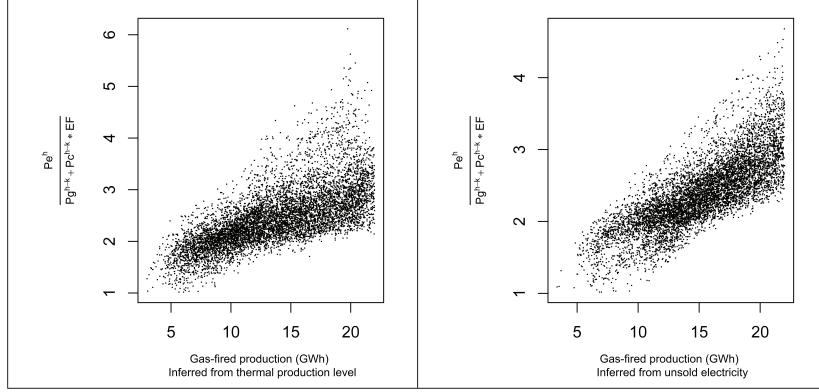 6
5
4
3
2
1
Pe^h
Pg^h−k + Pc^h−k * EF
5 10 15 20
Gas-fired production (GWh)
Inferred from thermal production level
4
3
2
1
Pe^h
Pg^h−k + Pc^h−k * EF
5 10 15 20
Gas-fired production (GWh)
Inferred from unsold electricity